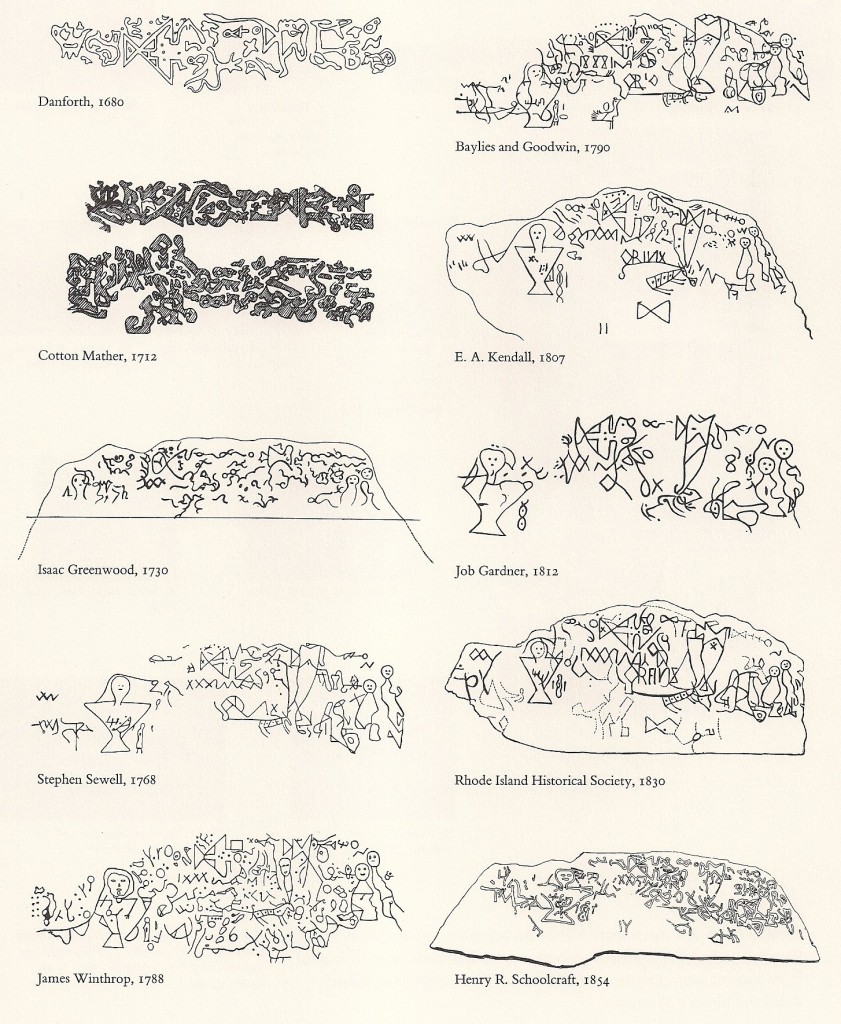 Danforth, 1680
Cotton Mather, 1712
Isaac Greenwood, 1730
Stephen Sewell, 1768
James Winthrop, 1788
Baylies and Goodwin, 1790
E. A. Kendall, 1807
Job Gardner, 1812
Rhode Island Historical Society, 1830
Henry R. Schoolcraft, 1854